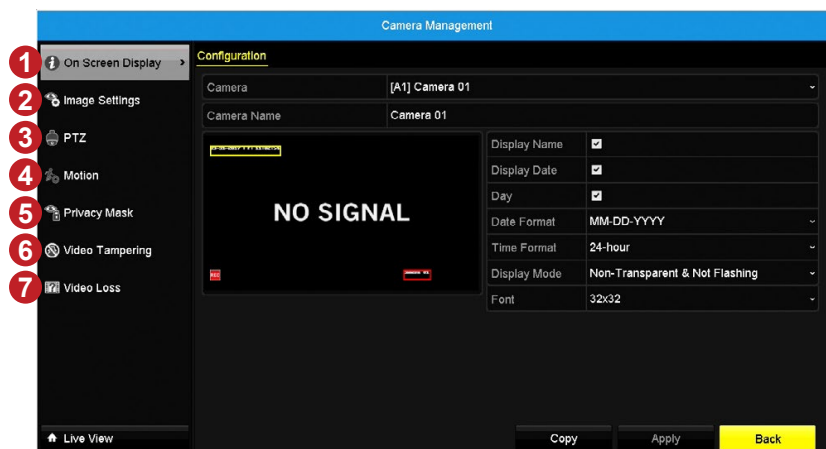 Camera Management
1 On Screen Display
2 Image Settings
3 PTZ
4 Motion
5 Privacy Mask
6 Video Tampering
7 Video Loss
Live View
Configuration
Camera [A1] Camera 01
Camera Name Camera 01
NO SIGNAL
REC
Display Name
Display Date
Day
Date Format MM-DD-YYYY
Time Format 24-hour
Display Mode Non-Transparent & Not Flashing
Font 32x32
Copy
Apply
Back